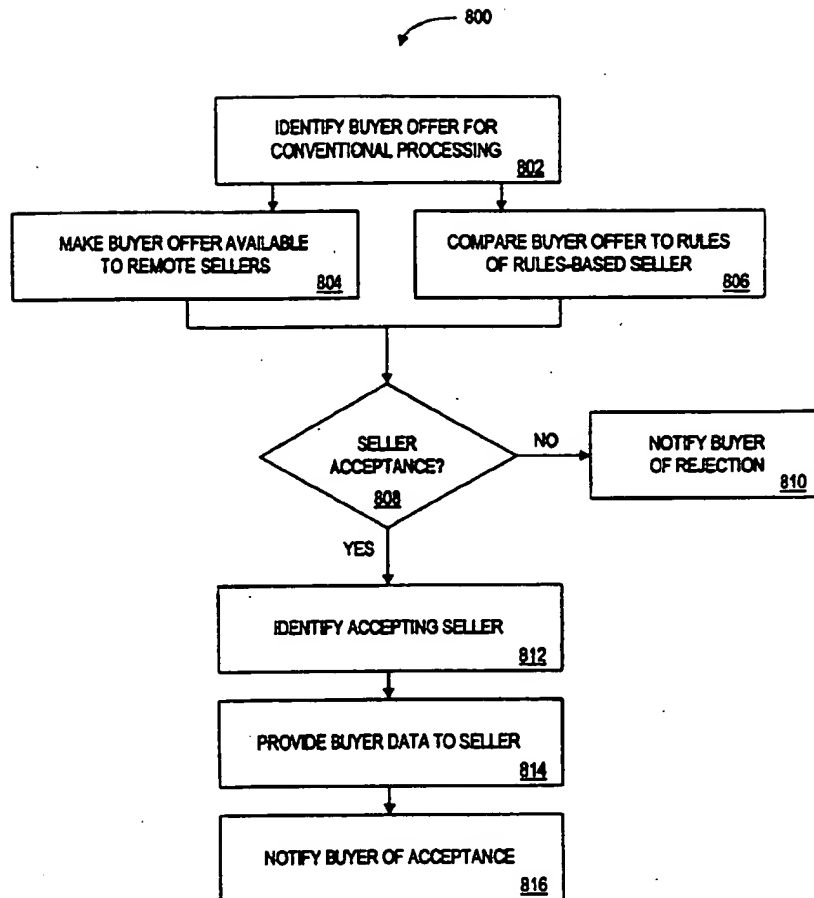 800
IDENTIFY BUYER OFFER FOR
CONVENTIONAL PROCESSING
802
MAKE BUYER OFFER AVAILABLE
TO REMOTE SELLERS
804
COMPARE BUYER OFFER TO RULES
OF RULES-BASED SELLER
806
SELLER
ACCEPTANCE?
808
NO
NOTIFY BUYER
OF REJECTION
810
YES
IDENTIFY ACCEPTING SELLER
812
PROVIDE BUYER DATA TO SELLER
814
NOTIFY BUYER OF ACCEPTANCE
816